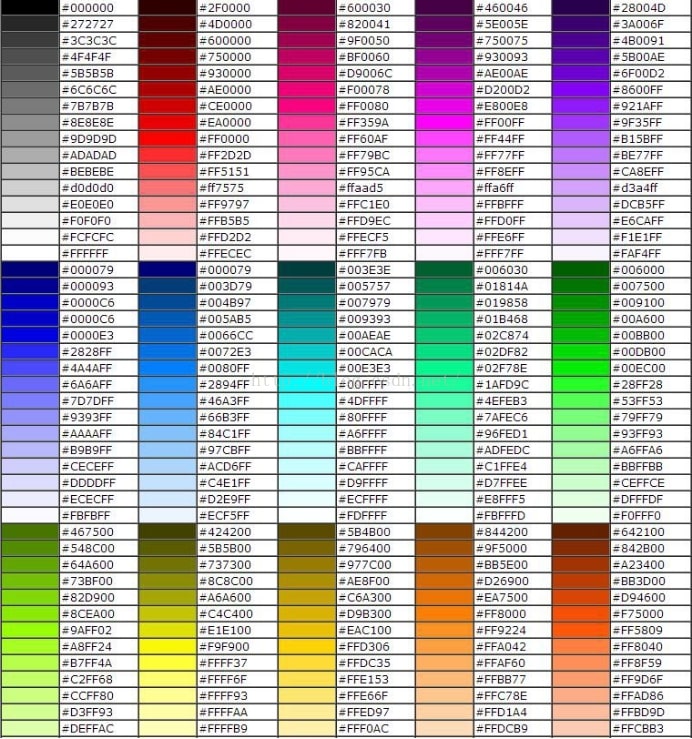 #000000 #2F0000 #600030 #460046 #28004D
#272727 #4D0000 #820041 #5E005E #3A006F
#3C3C3C #600000 #9F0050 #750075 #4B0091
#4F4F4F #750000 #BF0060 #930093 #5B00AE
#5B5B5B #930000 #D9006C #AE00AE #6F00D2
#6C6C6C #AE0000 #F00078 #D200D2 #8600FF
#7B7B7B #CE0000 #FF0080 #E800E8 #921AFF
#8E8E8E #EA0000 #FF359A #FF00FF #9F35FF
#9D9D9D #FF0000 #FF60AF #FF44FF #B15BFF
#ADADAD #FF2D2D #FF79BC #FF77FF #BE77FF
#BEBEBE #FF5151 #FF95CA #FF8EFF #CA8EFF
#d0d0d0 #ff7575 #ffaad5 #ffa6ff #d3a4ff
#E0E0E0 #FF9797 #FFC1E0 #FFBFFF #DCB5FF
#F0F0F0 #FFB5B5 #FFD9EC #FFD0FF #E6CAFF
#FCFCFC #FFD2D2 #FFECF5 #FFE6FF #F1E1FF
#FFFFFF #FFECEC #FFF7FB #FFF7FF #FAF4FF
#000079 #000079 #003E3E #006030 #006000
#000093 #003D79 #005757 #01814A #007500
#0000C6 #004B97 #007979 #019858 #009100
#0000C6 #005AB5 #009393 #01B468 #00A600
#0000E3 #0066CC #00AEAE #02C874 #00BB00
#2828FF #0072E3 #00CACA #02DF82 #00DB00
#4A4AFF #0080FF #00E3E3 #02F78E #00EC00
#6A6AFF #2894FF #00FFFF #1AFD9C #28FF28
#7D7DFF #46A3FF #4DFFFF #4EFEB3 #53FF53
#9393FF #66B3FF #80FFFF #7AFEC6 #79FF79
#AAAAFF #84C1FF #A6FFFF #96FED1 #93FF93
#B9B9FF #97CBFF #BBFFFF #ADFEDC #A6FFA6
#CECEFF #ACD6FF #CAFFFF #C1FFE4 #BBFFBB
#DDDDFF #C4E1FF #D9FFFF #D7FFEE #CEFFCE
#ECECFF #D2E9FF #ECFFFF #E8FFF5 #DFFFDF
#FBFBFF #ECF5FF #FDFFFF #FBFFFD #F0FFF0
#467500 #424200 #5B4B00 #844200 #642100
#548C00 #5B5B00 #796400 #9F5000 #842B00
#64A600 #737300 #977C00 #BB5E00 #A23400
#73BF00 #8C8C00 #AE8F00 #D26900 #BB3D00
#82D900 #A6A600 #C6A300 #EA7500 #D94600
#8CEA00 #C4C400 #D9B300 #FF8000 #F75000
#9AFF02 #E1E100 #EAC100 #FF9224 #FF5809
#A8FF24 #F9F900 #FFD306 #FFA042 #FF8040
#B7FF4A #FFFF37 #FFDC35 #FFAF60 #FF8F59
#C2FF68 #FFFF6F #FFE153 #FFBB77 #FF9D6F
#CCFF80 #FFFF93 #FFE66F #FFC78E #FFAD86
#D3FF93 #FFFFAA #FFED97 #FFD1A4 #FFBD9D
#DEFFAC #FFFFB9 #FFF0AC #FFDCB9 #FFCBB3